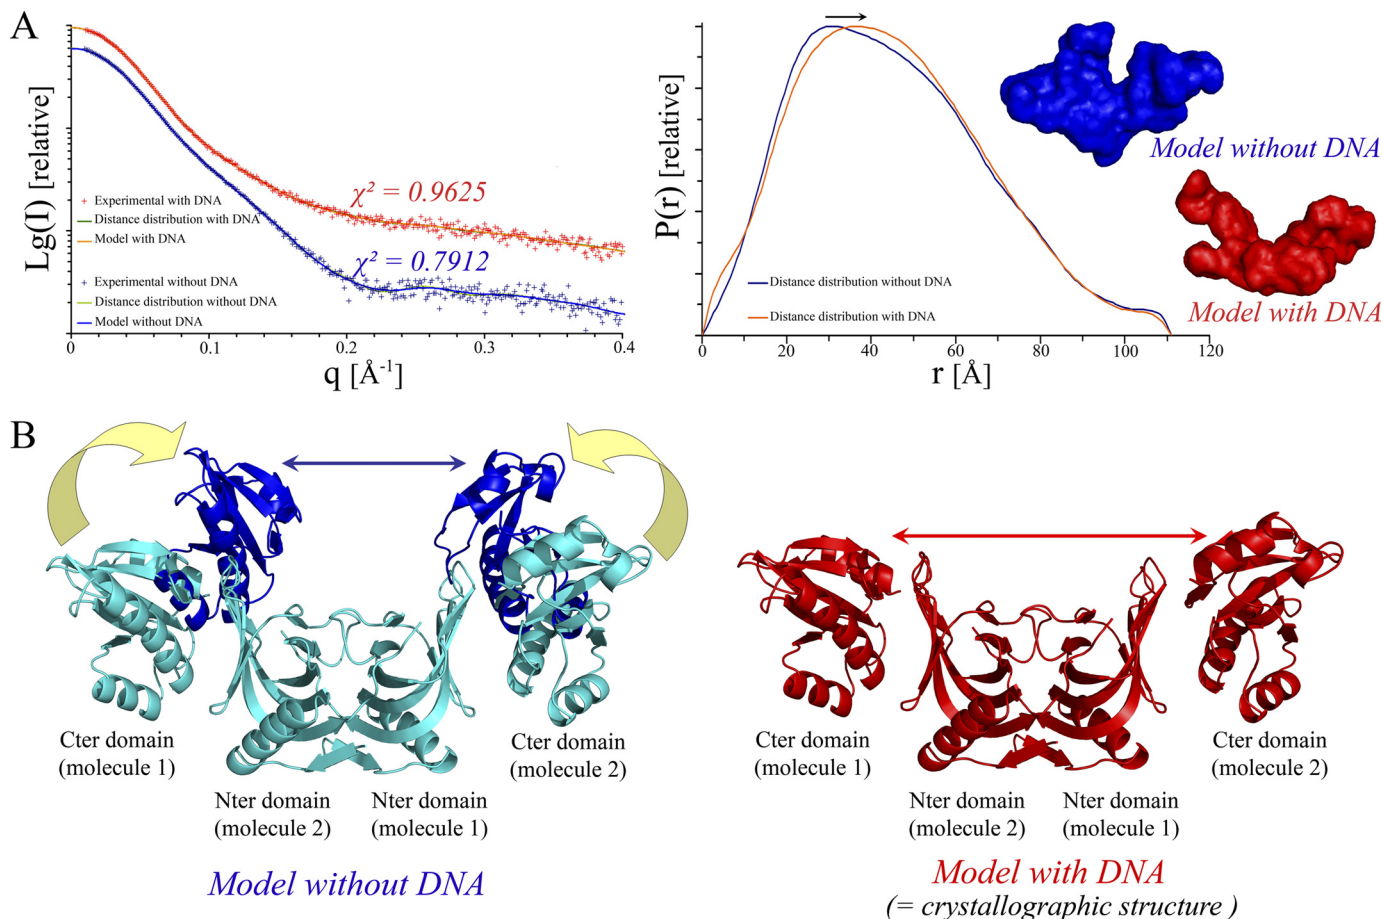 A
Lg(I) [relative]
χ² = 0.9625
χ² = 0.7912
Experimental with DNA
Distance distribution with DNA
Model with DNA
Experimental without DNA
Distance distribution without DNA
Model without DNA
0
0.1
0.2
0.3
0.4
q [Å⁻¹]
P(r) [relative]
Model without DNA
Model with DNA
Distance distribution without DNA
Distance distribution with DNA
0
20
40
60
80
100
120
r [Å]
B
Cter domain
(molecule 1)
Nter domain
(molecule 2)
Nter domain
(molecule 1)
Cter domain
(molecule 2)
Model without DNA
Cter domain
(molecule 1)
Nter domain
(molecule 2)
Nter domain
(molecule 1)
Cter domain
(molecule 2)
Model with DNA
(= crystallographic structure )